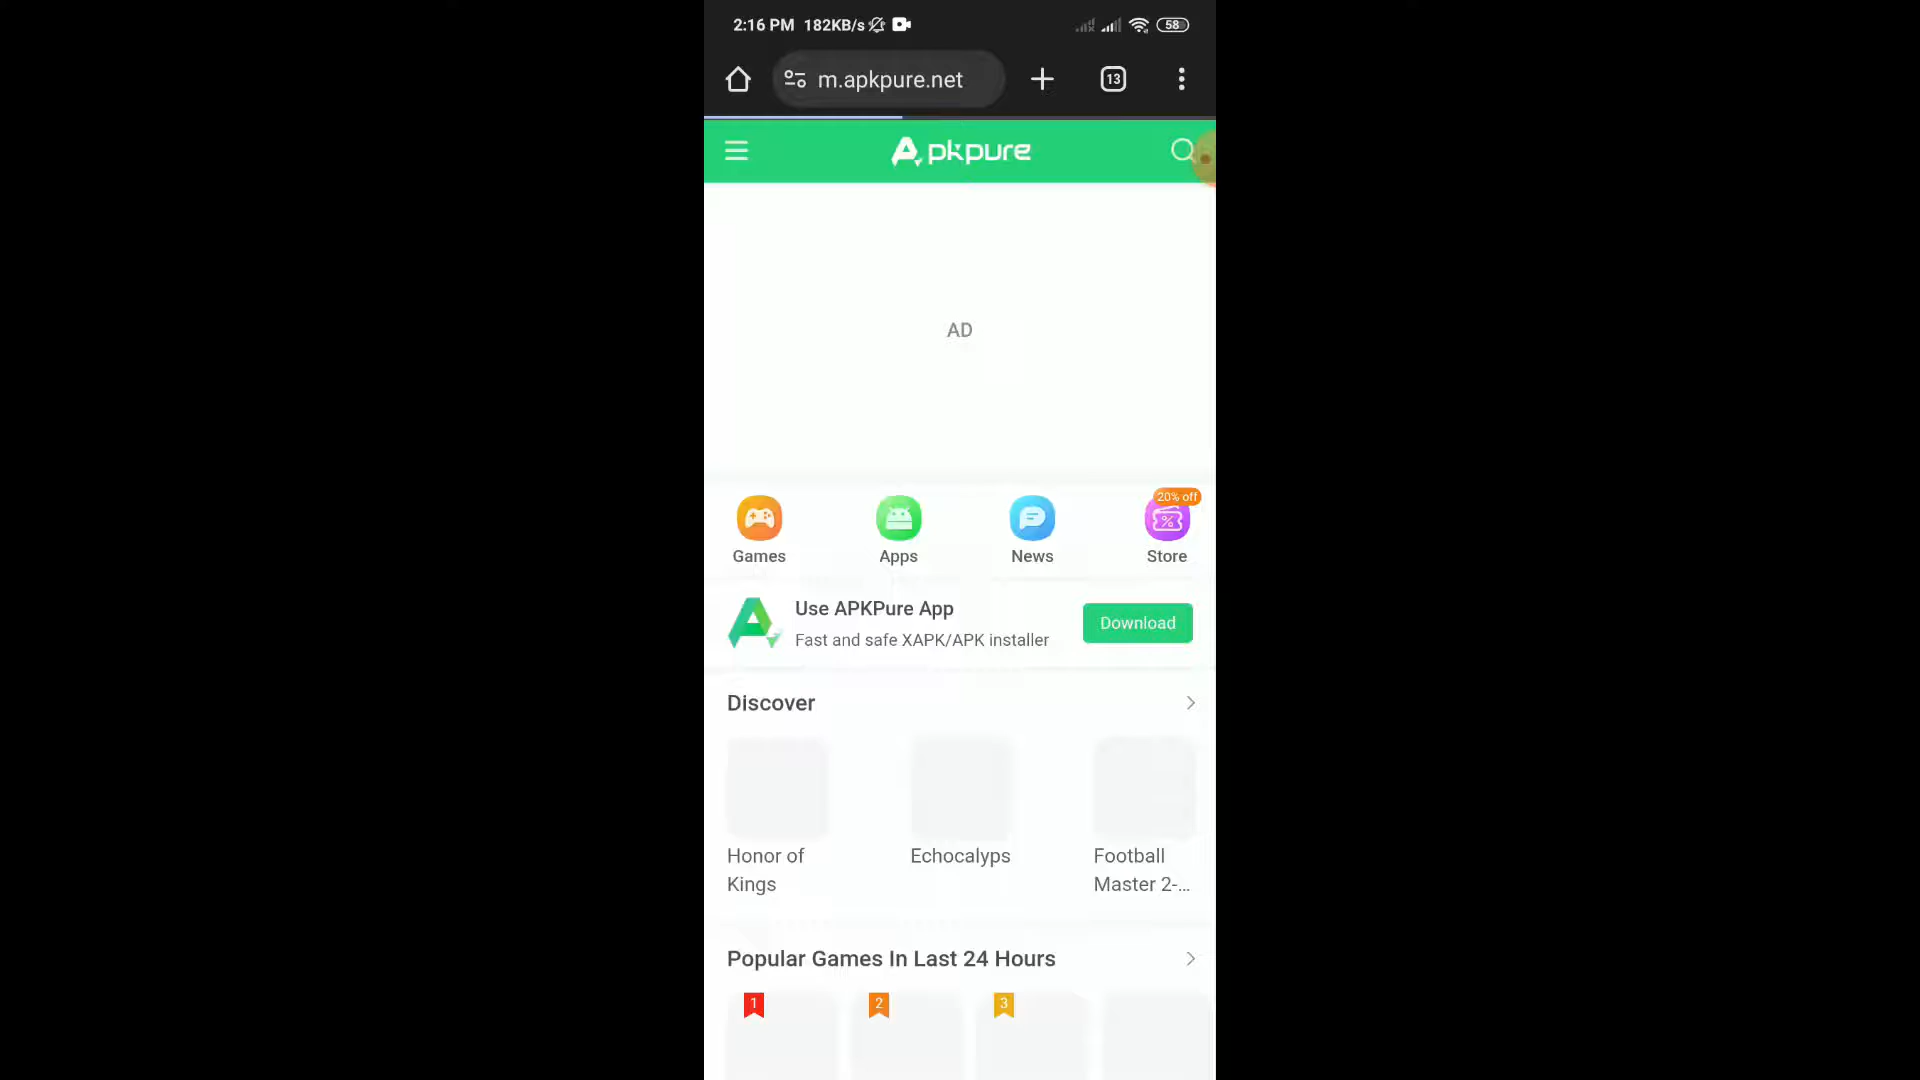 2:16 PM 182KB/s 58
m.apkpure.net 13
Apkpure
AD
20% off
Games Apps News Store
Use APKPure App
Fast and safe XAPK/APK installer
Download
Discover
Honor of
Kings
Echocalyps
Football
Master 2-...
Popular Games In Last 24 Hours
1 2 3